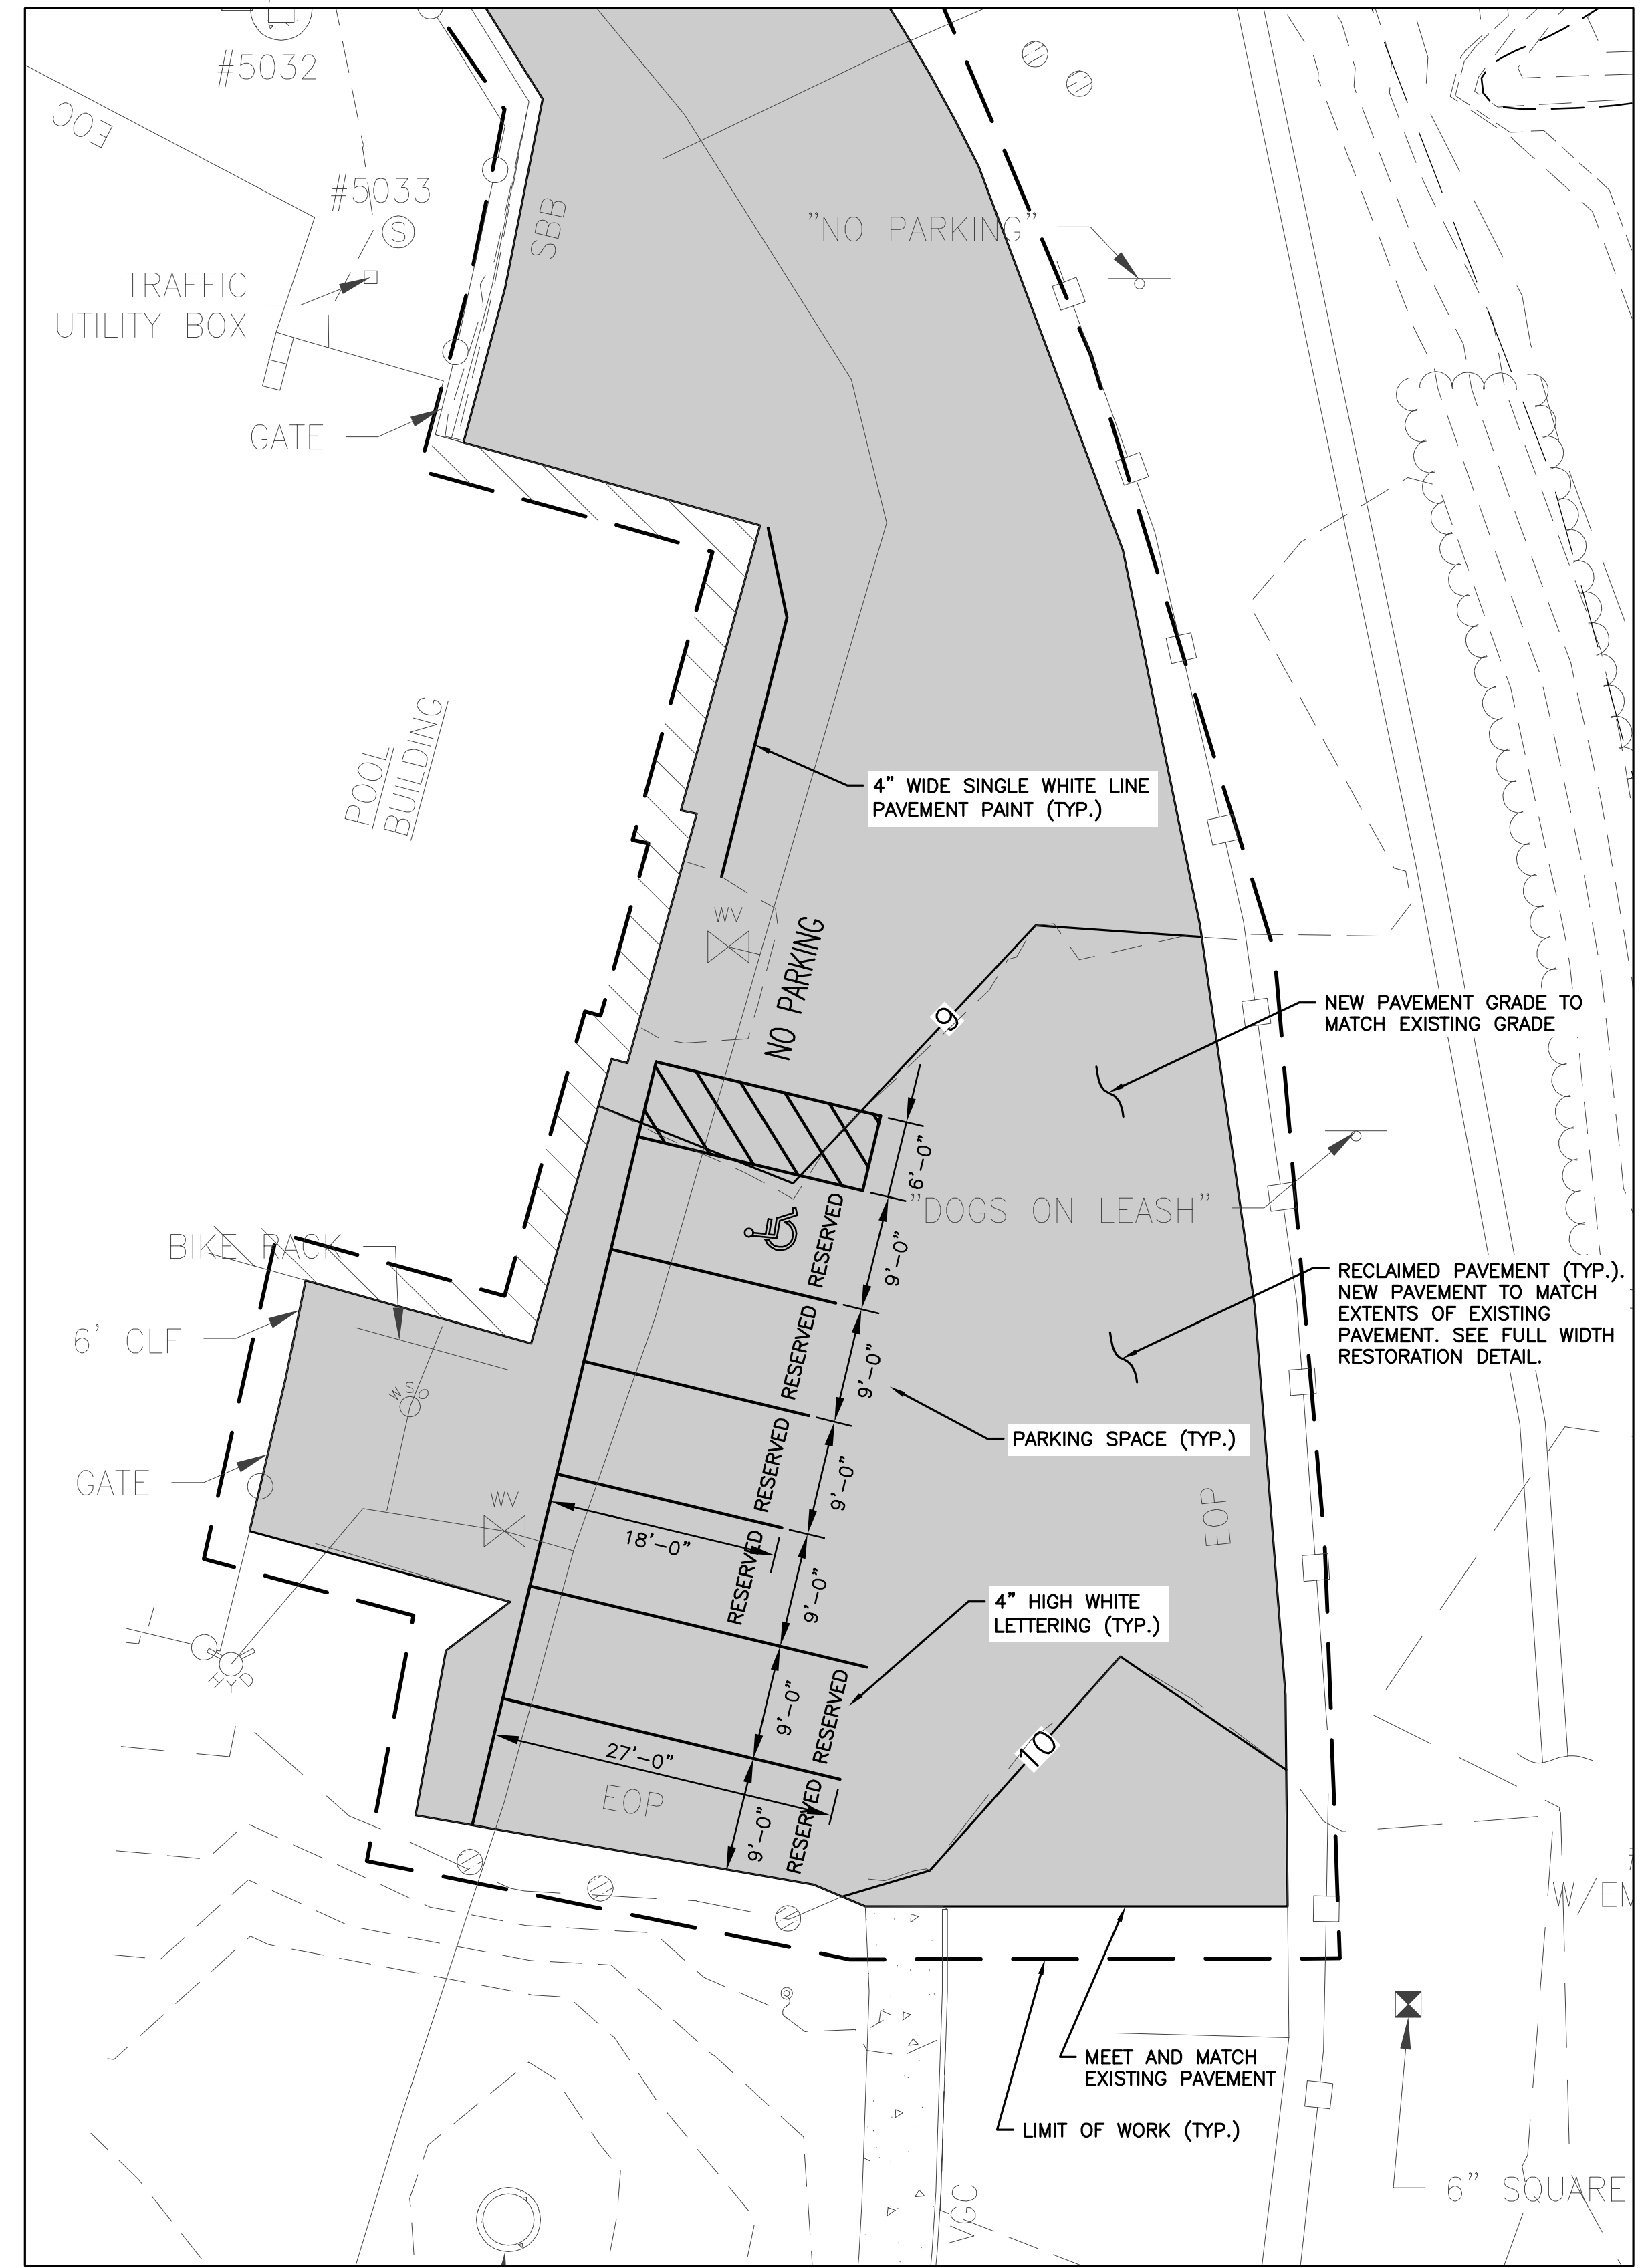 #5032
EOC
#5033
S
SBB
"NO PARKING"
TRAFFIC
UTILITY BOX
GATE
POOL
BUILDING
4" WIDE SINGLE WHITE LINE
PAVEMENT PAINT (TYP.)
WV
NO PARKING
9
NEW PAVEMENT GRADE TO
MATCH EXISTING GRADE
6'-0"
"DOGS ON LEASH"
RESERVED
9'-0"
BIKE RACK
RECLAIMED PAVEMENT (TYP.).
NEW PAVEMENT TO MATCH
EXTENTS OF EXISTING
PAVEMENT. SEE FULL WIDTH
RESTORATION DETAIL.
6' CLF
RESERVED
9'-0"
WSO
PARKING SPACE (TYP.)
GATE
RESERVED
9'-0"
WV
EOP
18'-0"
RESERVED
9'-0"
4" HIGH WHITE
LETTERING (TYP.)
HYD
9'-0"
RESERVED
27'-0"
10
EOP
9'-0"
RESERVED
W/EM
MEET AND MATCH
EXISTING PAVEMENT
LIMIT OF WORK (TYP.)
6" SQUARE
VGC